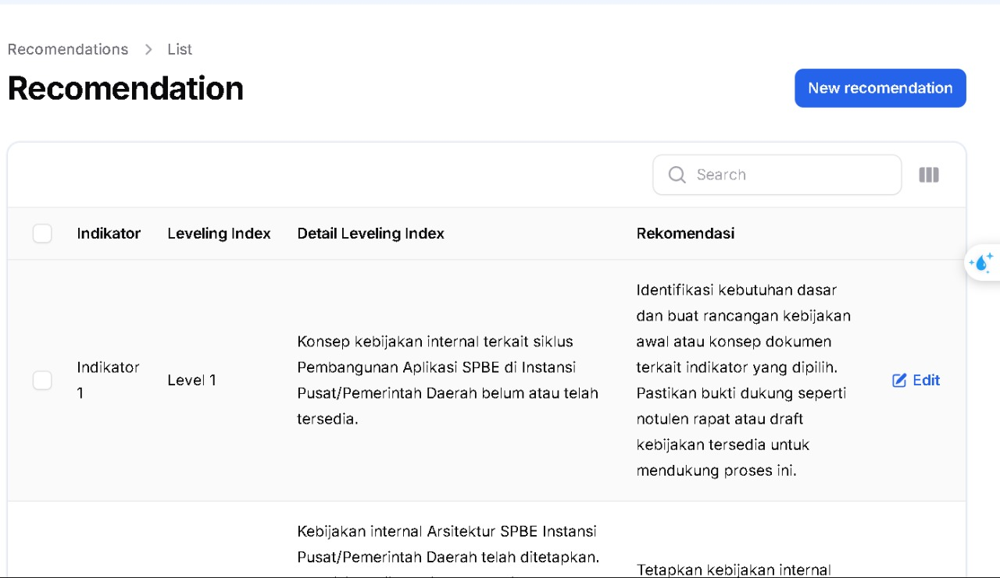 Recomendations > List
Recomendation
New recomendation
Search
Indikator Leveling Index Detail Leveling Index Rekomendasi
Indikator
1
Level 1
Konsep kebijakan internal terkait siklus
Pembangunan Aplikasi SPBE di Instansi
Pusat/Pemerintah Daerah belum atau telah
tersedia.
Identifikasi kebutuhan dasar
dan buat rancangan kebijakan
awal atau konsep dokumen
terkait indikator yang dipilih.
Pastikan bukti dukung seperti
notulen rapat atau draft
kebijakan tersedia untuk
mendukung proses ini.
Edit
Kebijakan internal Arsitektur SPBE Instansi
Pusat/Pemerintah Daerah telah ditetapkan.
Tetapkan kebijakan internal